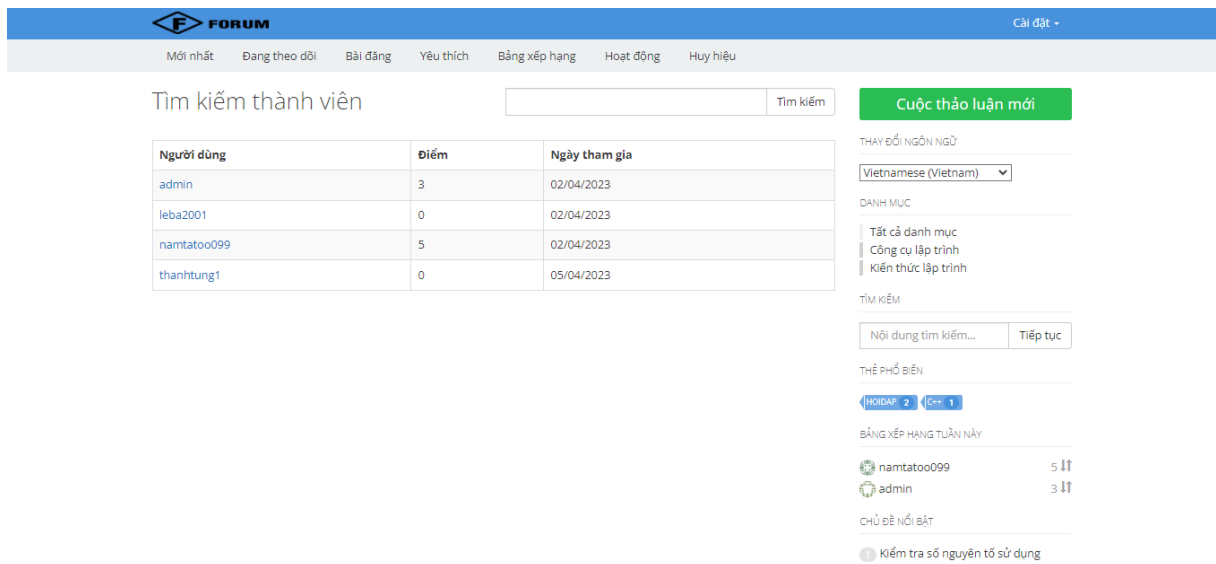 FORUM
Cài đặt
Mới nhất Đang theo dõi Bài đăng Yêu thích Bảng xếp hạng Hoạt động Huy hiệu
Tìm kiếm thành viên
Tìm kiếm
Người dùng Điểm Ngày tham gia
admin 3 02/04/2023
leba2001 0 02/04/2023
namtatoo099 5 02/04/2023
thanhtung1 0 05/04/2023
Cuộc thảo luận mới
THAY ĐỔI NGÔN NGỮ
Vietnamese (Vietnam)
DANH MỤC
Tất cả danh mục
Công cụ lập trình
Kiến thức lập trình
TÌM KIẾM
Nội dung tìm kiếm... Tiếp tục
THẺ PHỔ BIẾN
HOIDAP 2 C++ 1
BẢNG XẾP HẠNG TUẦN NÀY
namtatoo099 5
admin 3
CHỦ ĐỀ NỔI BẬT
1 Kiểm tra số nguyên tố sử dụng